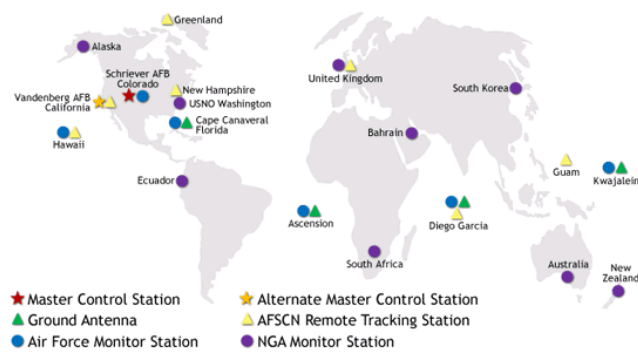 Greenland
Alaska
Schriever AFB
Colorado
Vandenberg AFB
California
New Hampshire
USNO Washington
Cape Canaveral
Florida
Hawaii
United Kingdom
South Korea
Bahrain
Guam
Kwajalein
Ecuador
Ascension
Diego Garcia
South Africa
Australia
New
Zealand
Master Control Station
Alternate Master Control Station
Ground Antenna
AFSCN Remote Tracking Station
Air Force Monitor Station
NGA Monitor Station